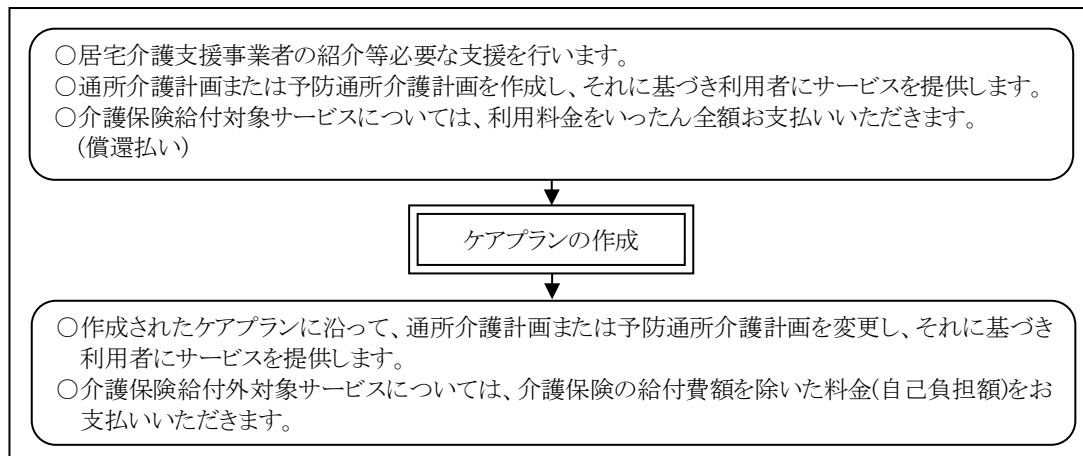 ○居宅介護支援事業者の紹介等必要な支援を行います。
○通所介護計画または予防通所介護計画を作成し、それに基づき利用者にサービスを提供します。
○介護保険給付対象サービスについては、利用料金をいったん全額お支払いいただきます。
(償還払い)
ケアプランの作成
○作成されたケアプランに沿って、通所介護計画または予防通所介護計画を変更し、それに基づき
利用者にサービスを提供します。
○介護保険給付外対象サービスについては、介護保険の給付費額を除いた料金(自己負担額)をお
支払いいただきます。